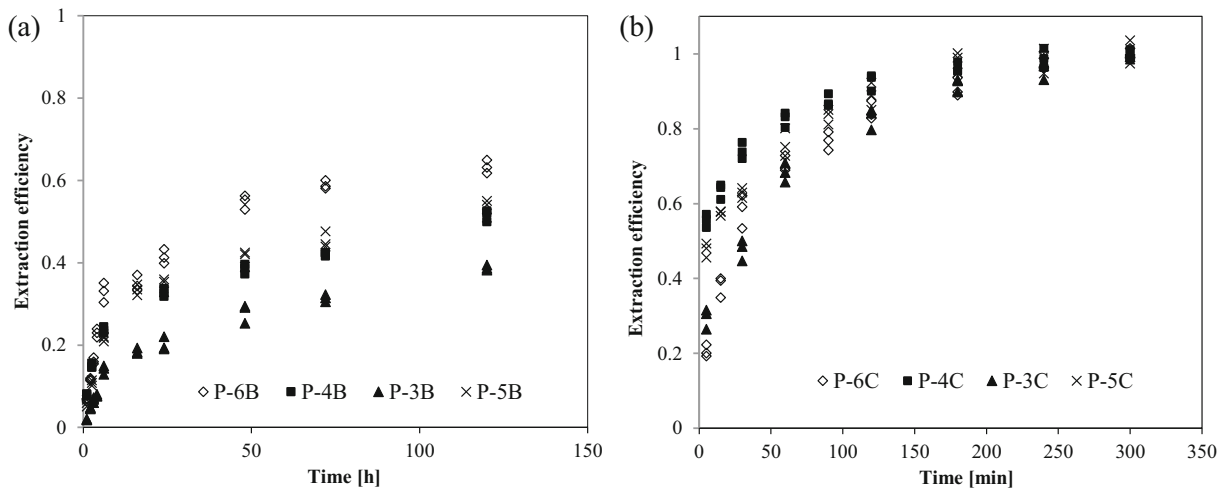 (a)
1
0.8
0.6
0.4
0.2
0
Extraction efficiency
P-6B P-4B P-3B P-5B
0 50 100 150
Time [h]
(b)
1
0.8
0.6
0.4
0.2
0
Extraction efficiency
P-6C P-4C P-3C P-5C
0 50 100 150 200 250 300 350
Time [min]